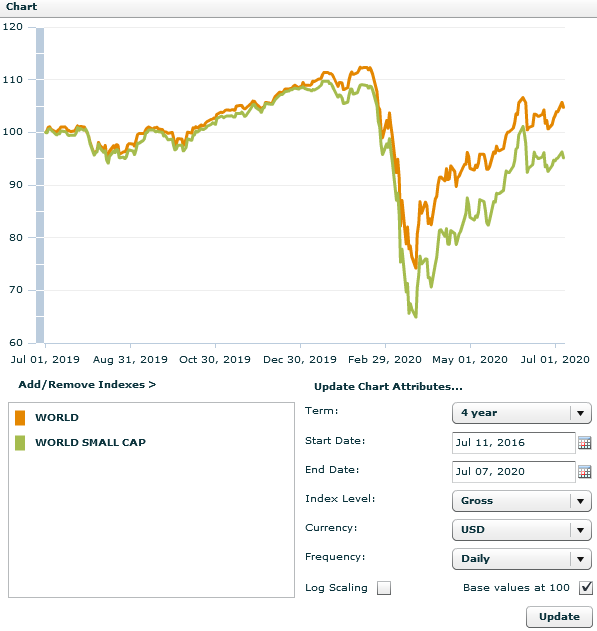 Chart
120
110
100
90
80
70
60
Jul 01, 2019 Aug 31, 2019 Oct 30, 2019 Dec 30, 2019 Feb 29, 2020 May 01, 2020 Jul 01, 2020
Add/Remove Indexes >
WORLD
WORLD SMALL CAP
Update Chart Attributes...
Term: 4 year
Start Date: Jul 11, 2016
End Date: Jul 07, 2020
Index Level: Gross
Currency: USD
Frequency: Daily
Log Scaling Base values at 100
Update